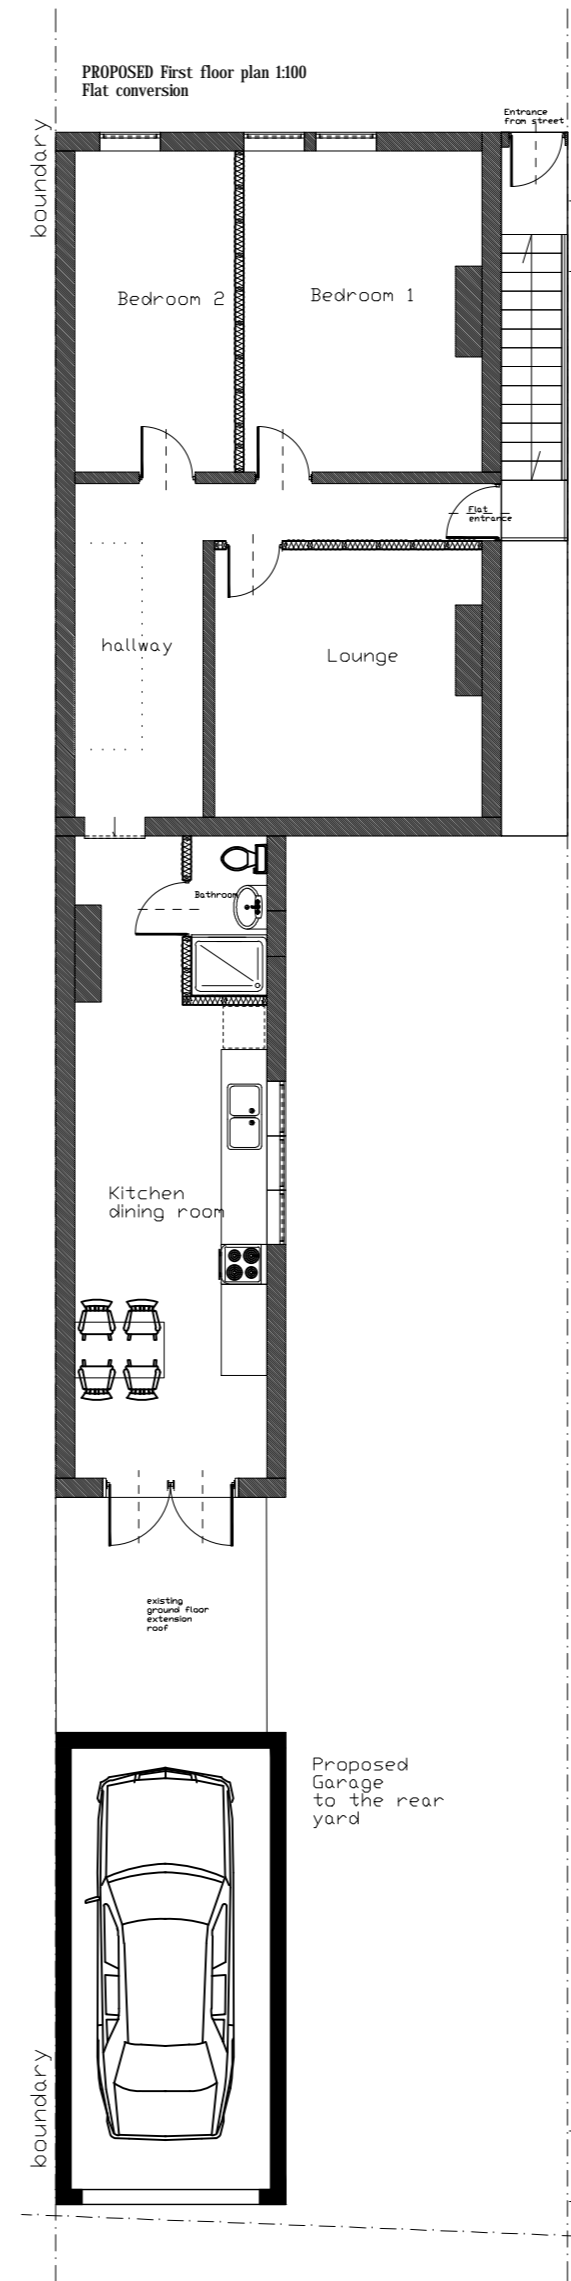 PROPOSED First floor plan 1:100
Flat conversion
Entrance
from street
boundary
Bedroom 2
Bedroom 1
Flat
entrance
hallway
Lounge
Bathroom
Kitchen
dining room
existing
ground floor
extension
roof
Proposed
Garage
to the rear
yard
boundary